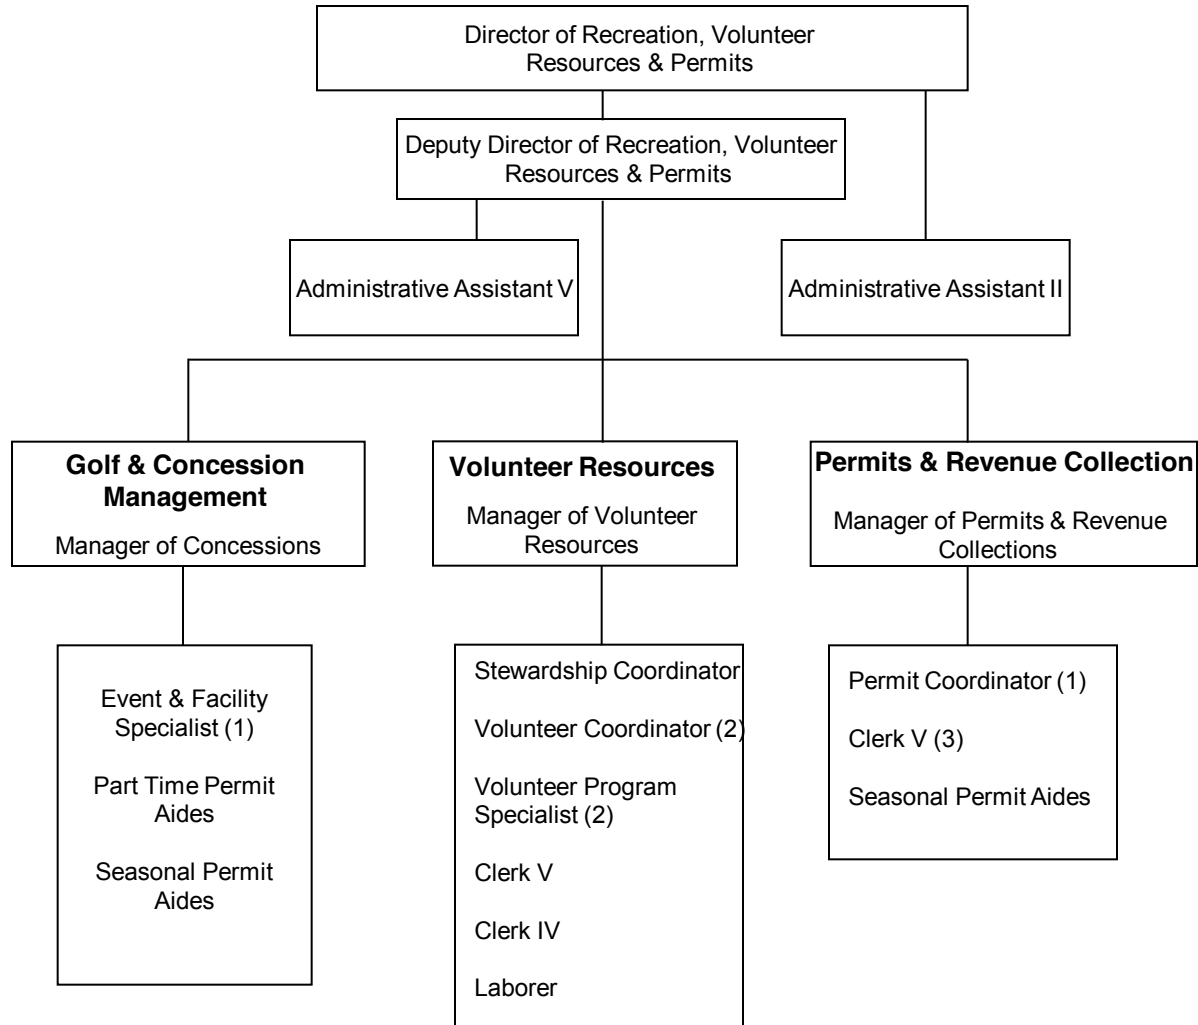 Director of Recreation, Volunteer
Resources & Permits
Deputy Director of Recreation, Volunteer
Resources & Permits
Administrative Assistant V
Administrative Assistant II
Golf & Concession
Management
Manager of Concessions
Volunteer Resources
Manager of Volunteer
Resources
Permits & Revenue Collection
Manager of Permits & Revenue
Collections
Event & Facility
Specialist (1)
Part Time Permit
Aides
Seasonal Permit
Aides
Stewardship Coordinator
Volunteer Coordinator (2)
Volunteer Program
Specialist (2)
Clerk V
Clerk IV
Laborer
Permit Coordinator (1)
Clerk V (3)
Seasonal Permit Aides